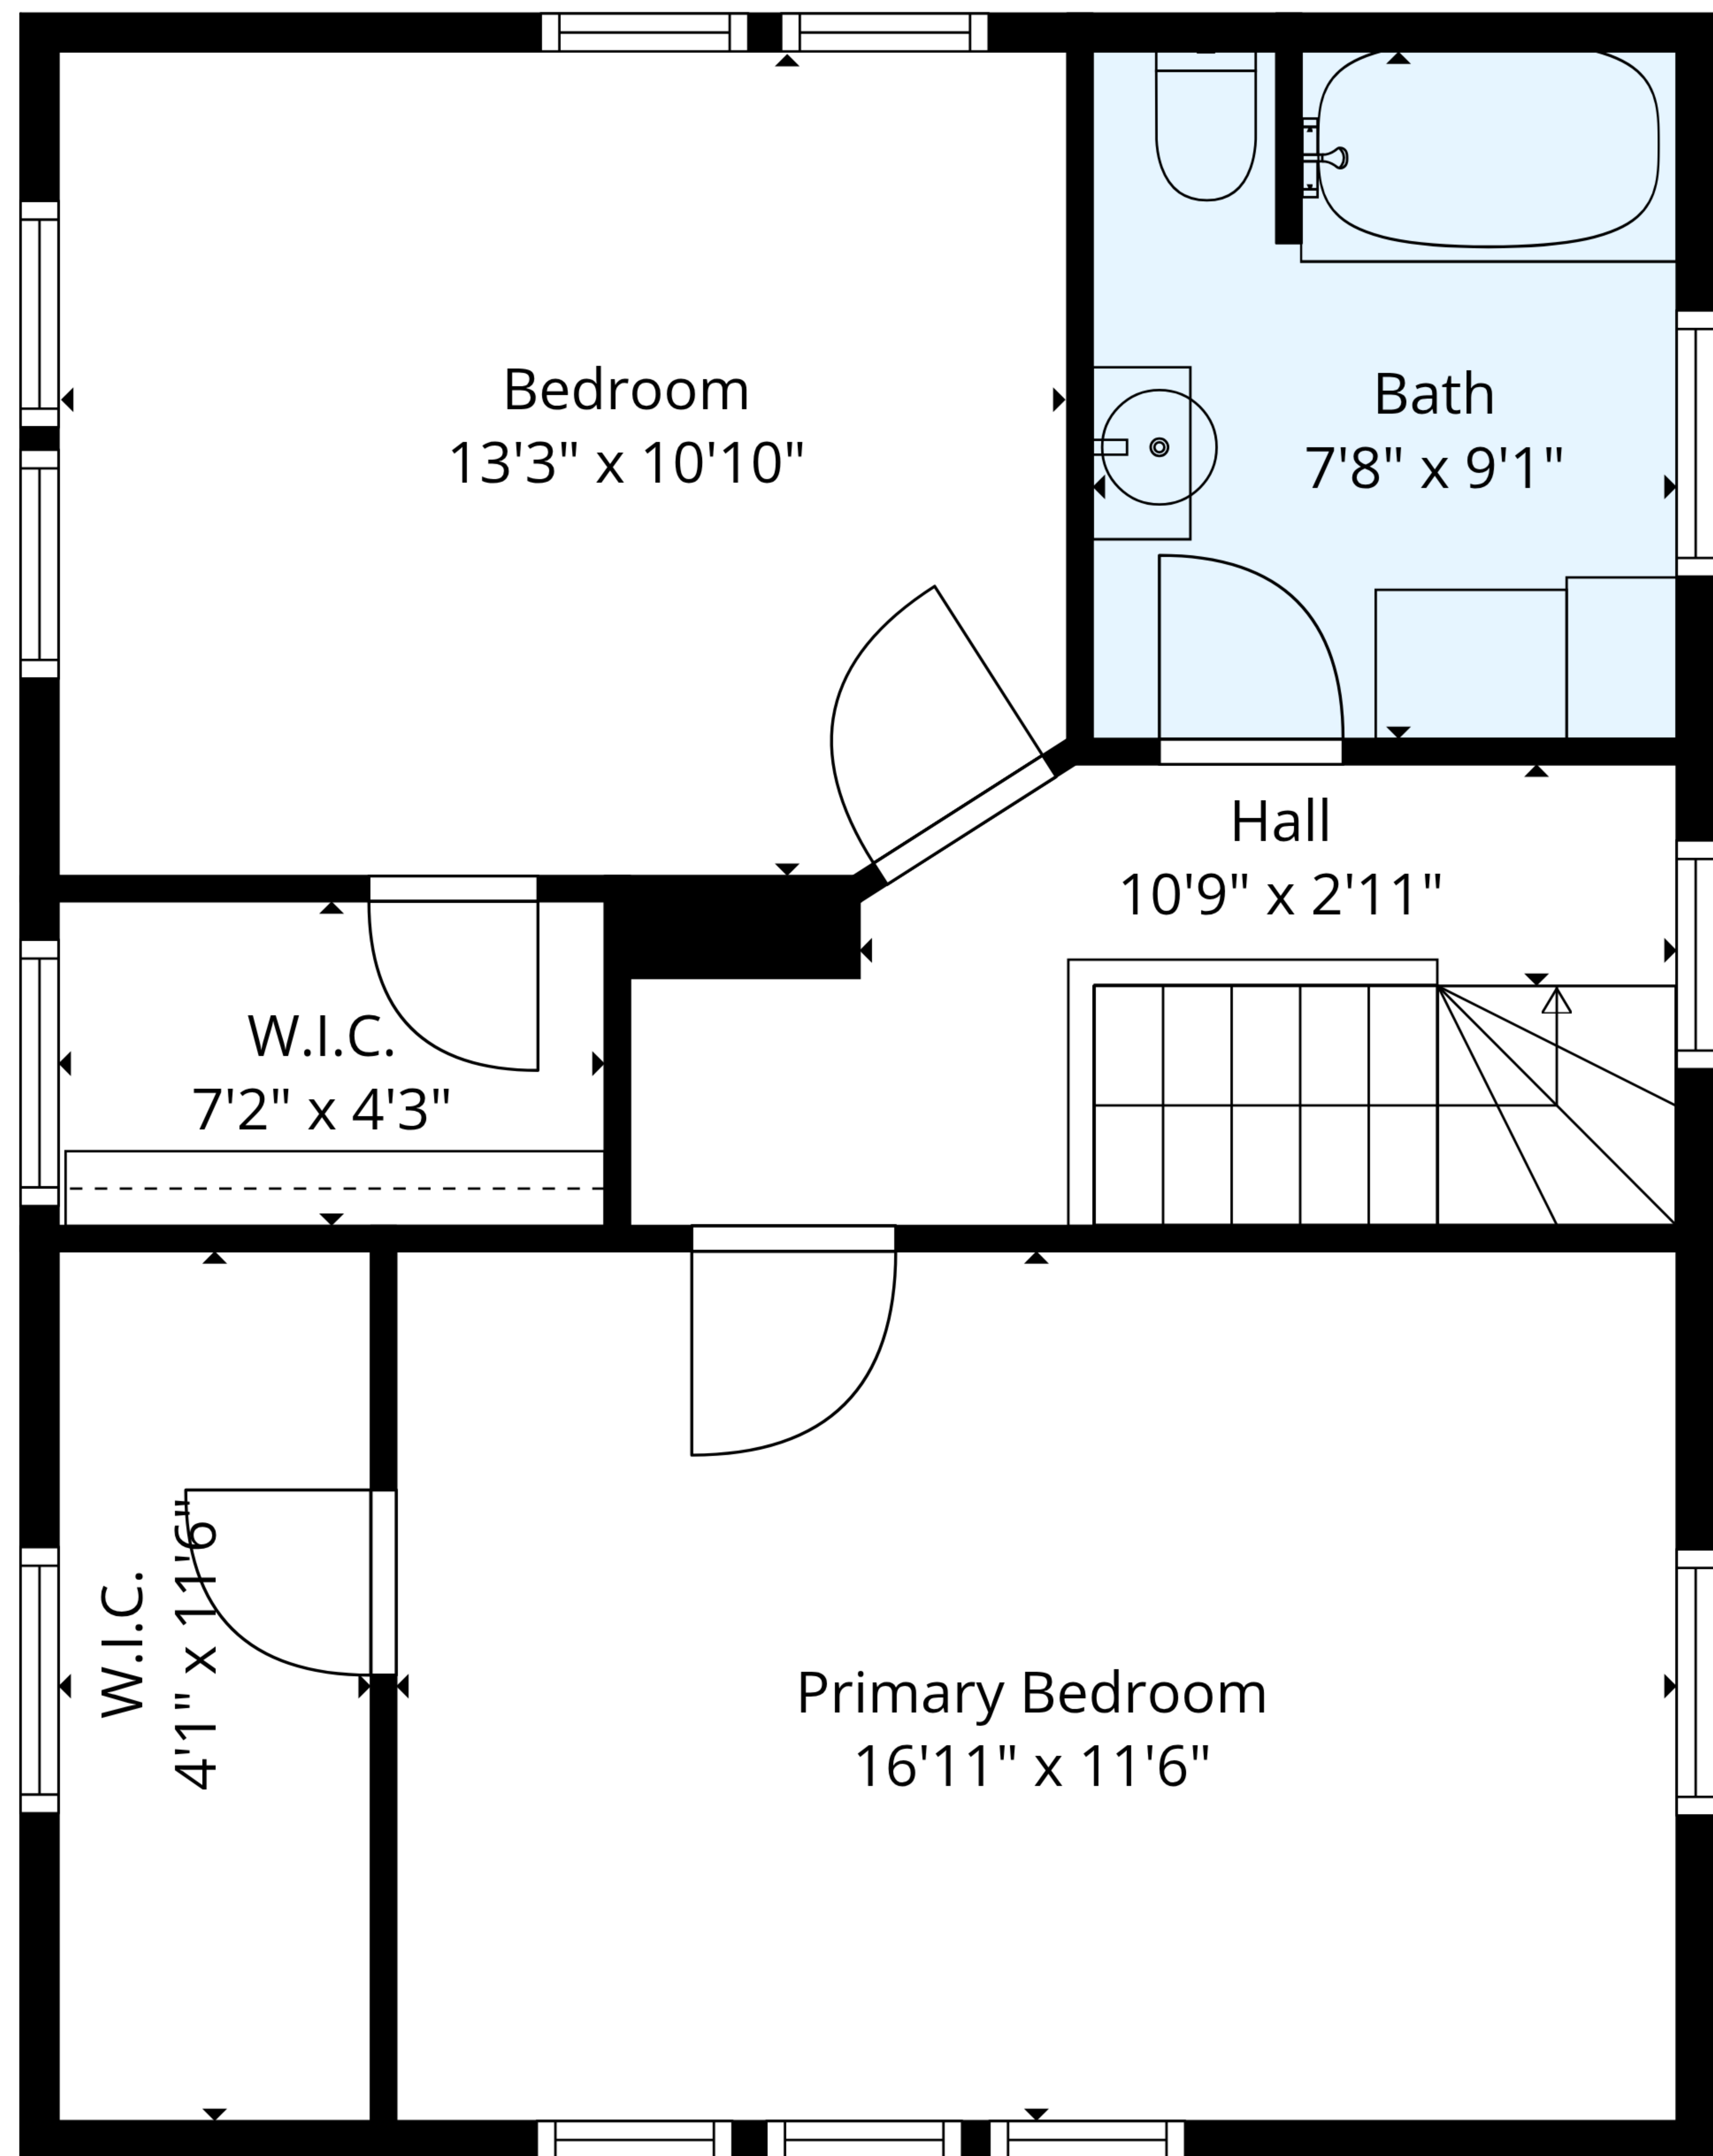 Bedroom
13'3" x 10'10"
Bath
7'8" x 9'1"
Hall
10'9" x 2'11"
W.I.C.
7'2" x 4'3"
W.I.C.
4'1" x 11'6"
Primary Bedroom
16'11" x 11'6"